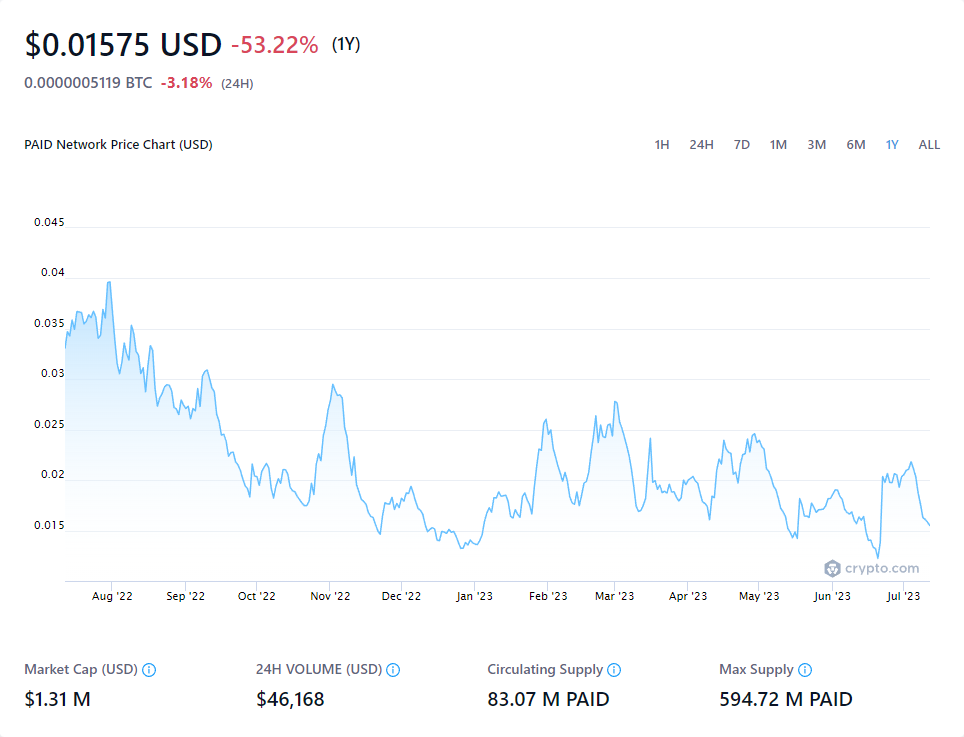 $0.01575 USD -53.22% (1Y)
0.0000005119 BTC -3.18% (24H)
PAID Network Price Chart (USD) 1H 24H 7D 1M 3M 6M 1Y ALL
0.045
0.04
0.035
0.03
0.025
0.02
0.015
crypto.com
Aug '22 Sep '22 Oct '22 Nov '22 Dec '22 Jan '23 Feb '23 Mar '23 Apr '23 May '23 Jun '23 Jul '23
Market Cap (USD) 24H VOLUME (USD) Circulating Supply Max Supply
$1.31 M $46,168 83.07 M PAID 594.72 M PAID